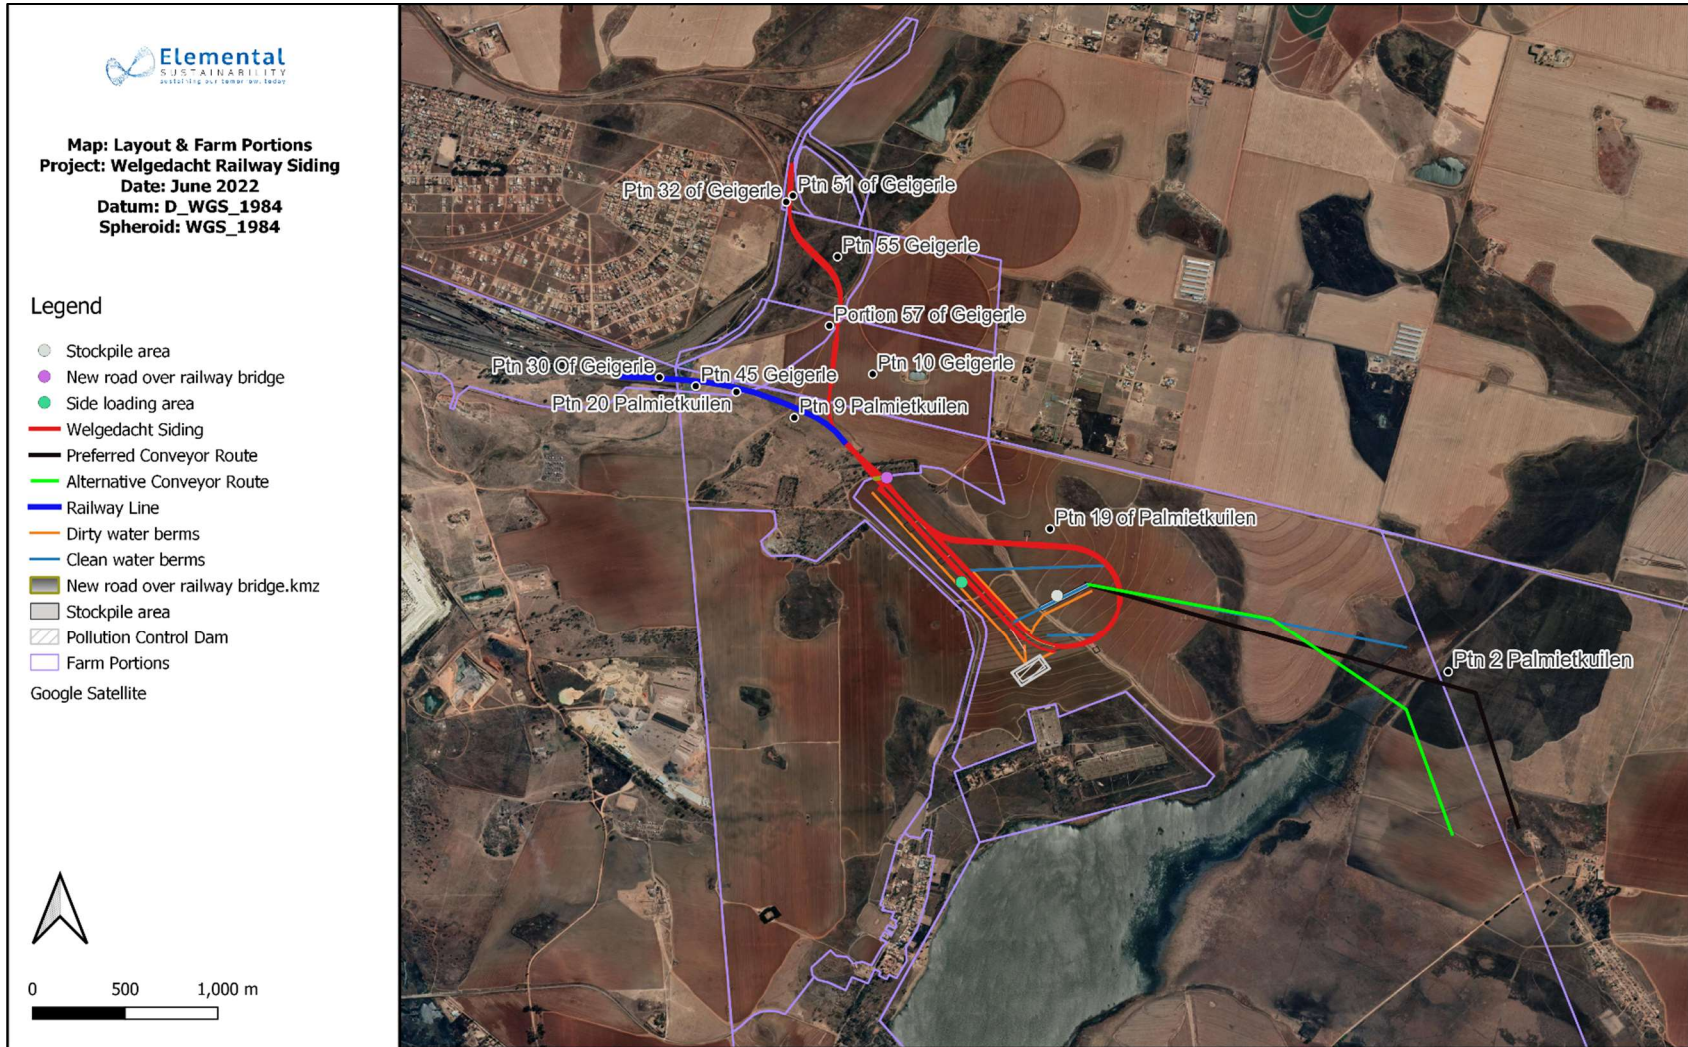 Elemental
SUSTAINABILITY
sustaining our tomorrow, today
Map: Layout & Farm Portions
Project: Welgedacht Railway Siding
Date: June 2022
Datum: D_WGS_1984
Spheroid: WGS_1984
Legend
Stockpile area
New road over railway bridge
Side loading area
Welgedacht Siding
Preferred Conveyor Route
Alternative Conveyor Route
Railway Line
Dirty water berms
Clean water berms
New road over railway bridge.kmz
Stockpile area
Pollution Control Dam
Farm Portions
Google Satellite
0 500 1,000 m
Ptn 32 of Geigerle
Ptn 51 of Geigerle
Ptn 55 Geigerle
Portion 57 of Geigerle
Ptn 10 Geigerle
Ptn 30 Of Geigerle
Ptn 45 Geigerle
Ptn 20 Palmietkuilen
Ptn 9 Palmietkuilen
Ptn 19 of Palmietkuilen
Ptn 2 Palmietkuilen